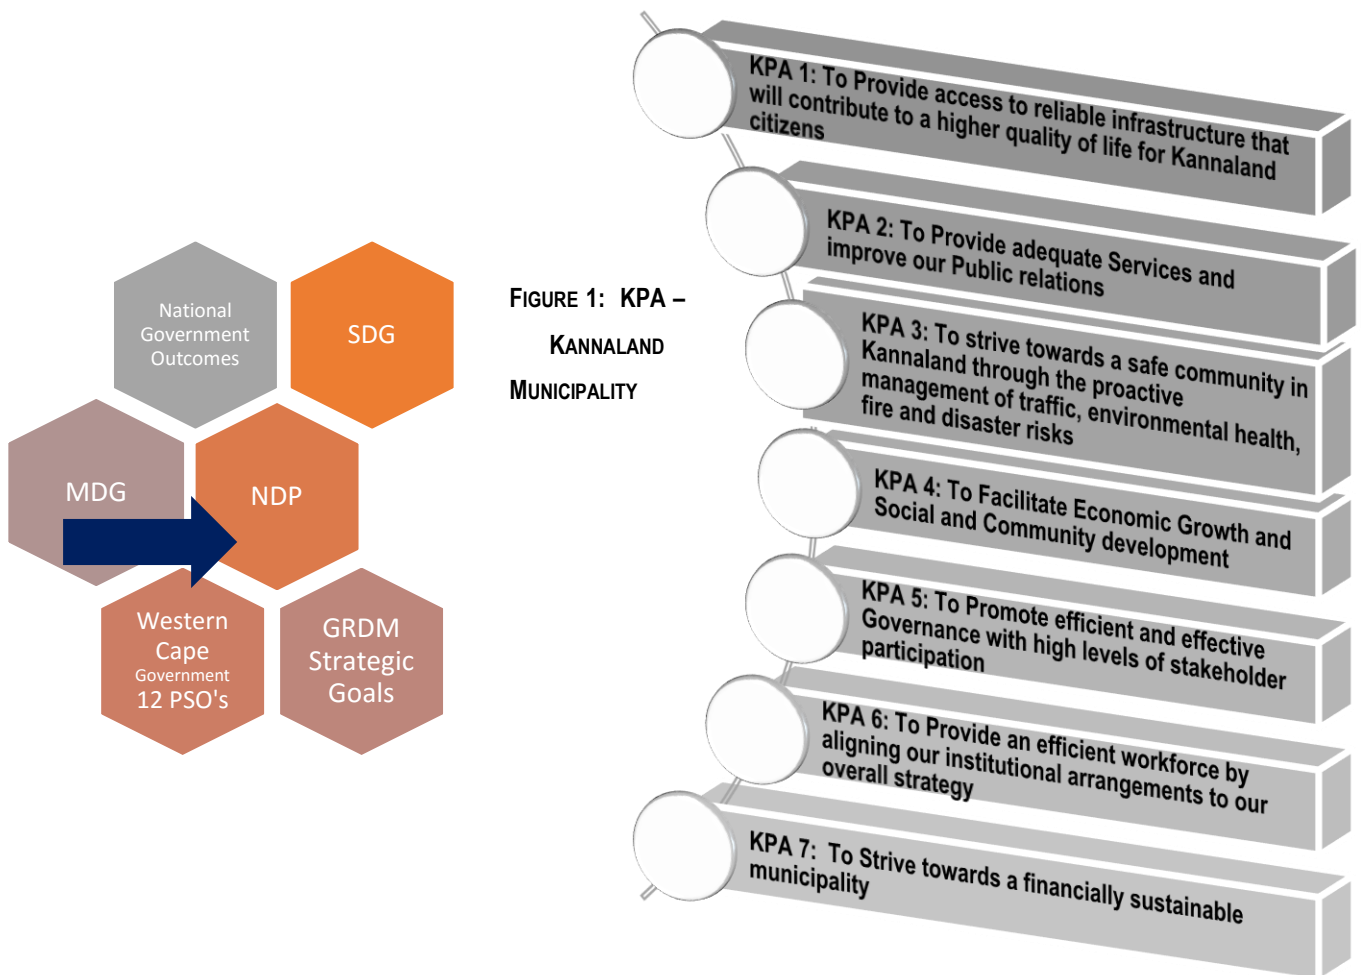 National
Government
Outcomes
SDG
MDG
NDP
Western
Cape
Government
12 PSO's
GRDM
Strategic
Goals
FIGURE 1: KPA –
KANNALAND
MUNICIPALITY
KPA 1: To Provide access to reliable infrastructure that
will contribute to a higher quality of life for Kannaland
citizens
KPA 2: To Provide adequate Services and
improve our Public relations
KPA 3: To strive towards a safe community in
Kannaland through the proactive
management of traffic, environmental health,
fire and disaster risks
KPA 4: To Facilitate Economic Growth and
Social and Community development
KPA 5: To Promote efficient and effective
Governance with high levels of stakeholder
participation
KPA 6: To Provide an efficient workforce by
aligning our institutional arrangements to our
overall strategy
KPA 7:  To Strive towards a financially sustainable
municipality